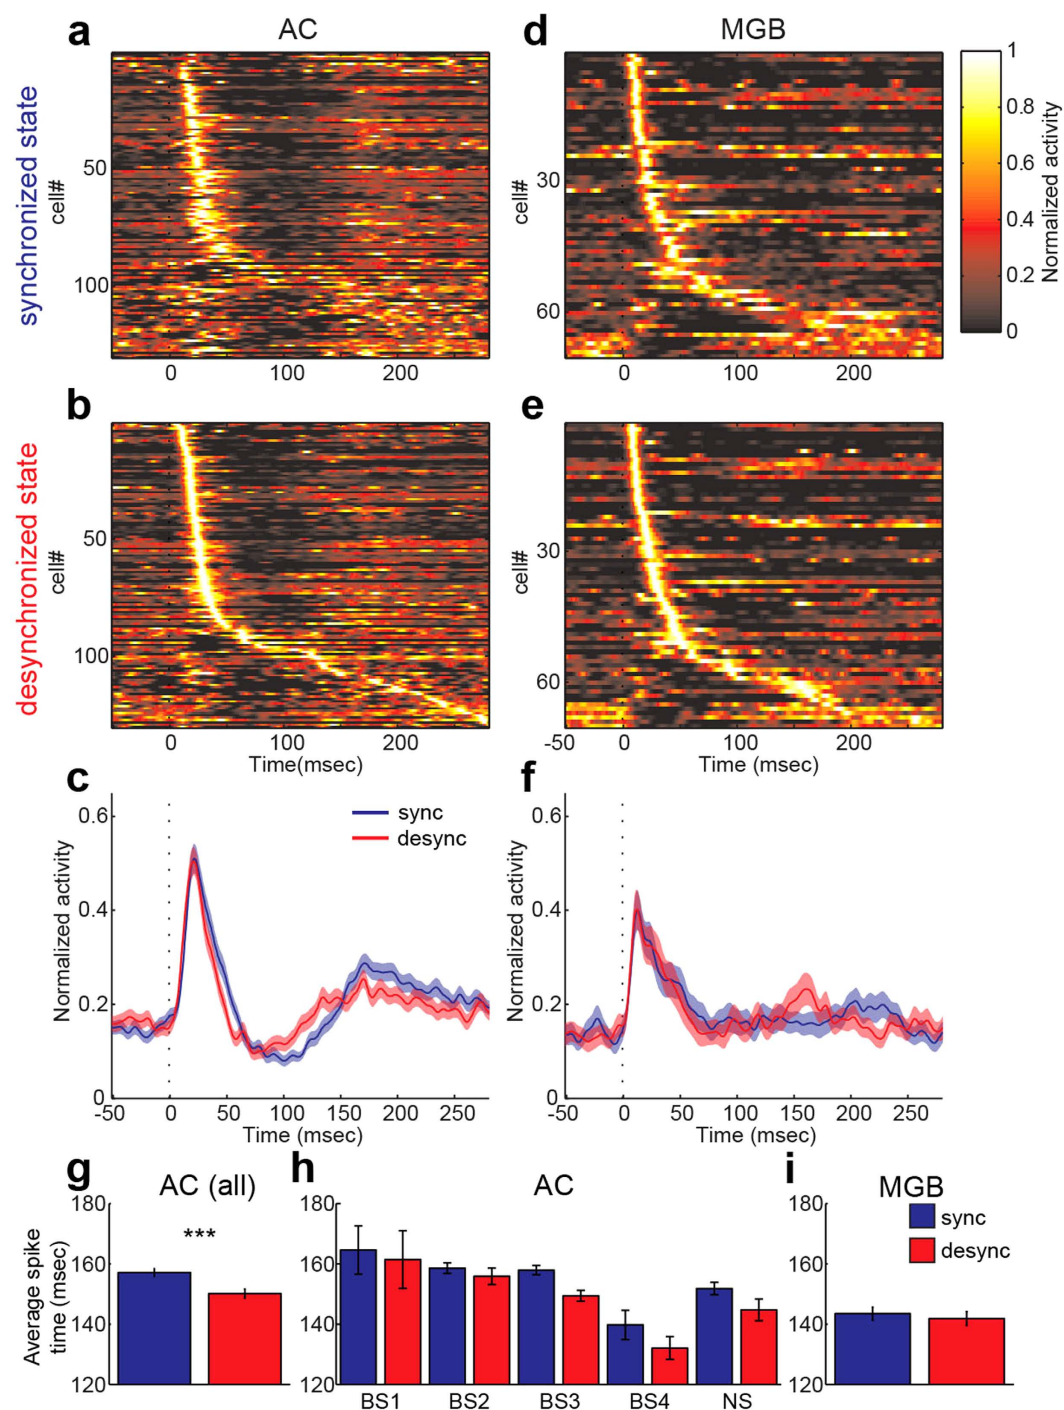 a
AC
d
MGB
synchronized state
cell#
50
100
0
100
200
cell#
30
60
0
100
200
1
0.8
0.6
0.4
0.2
0
Normalized activity
b
e
desynchronized state
cell#
50
100
0
100
200
Time(msec)
cell#
30
60
-50
0
100
200
Time (msec)
c
Normalized activity
0.6
0.4
0.2
0
sync
desync
-50
0
50
100
150
200
250
Time (msec)
f
Normalized activity
0.6
0.4
0.2
0
-50
0
50
100
150
200
250
Time (msec)
g
AC (all)
Average spike
time (msec)
180
160
140
120
***
h
AC
180
160
140
120
BS1
BS2
BS3
BS4
NS
i
MGB
180
160
140
120
sync
desync